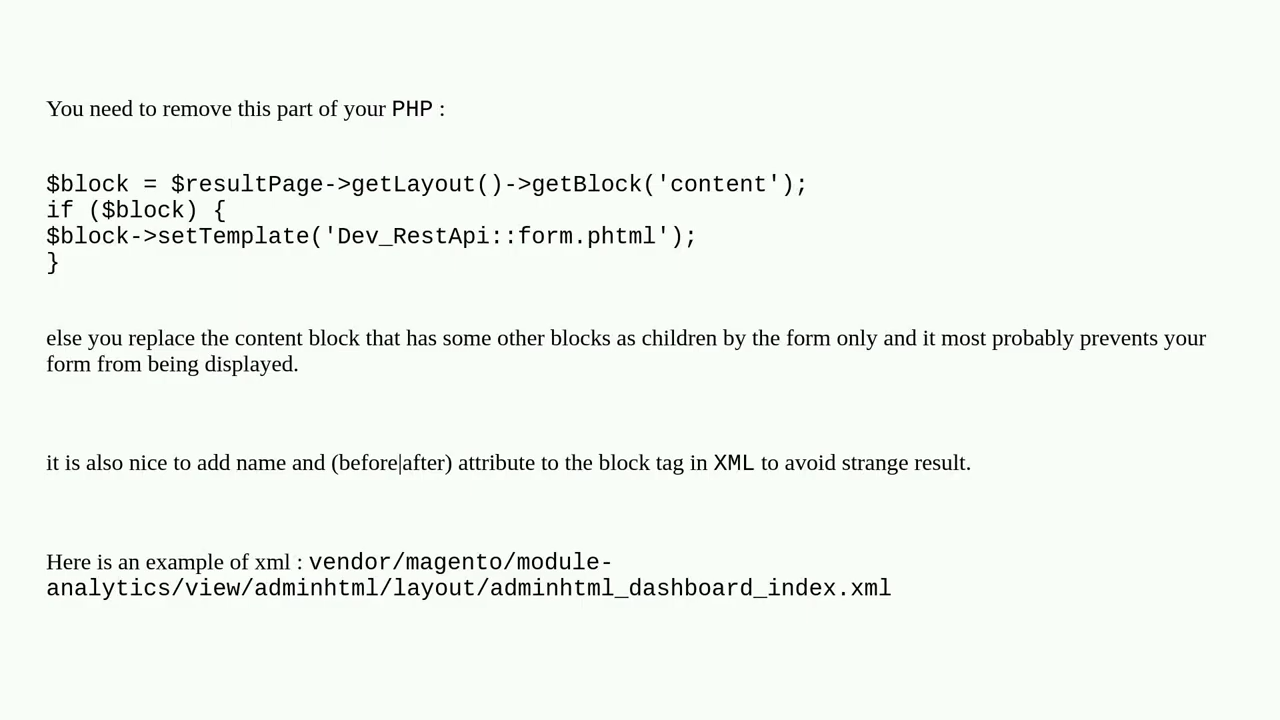 You need to remove this part of your PHP :
$block = $resultPage->getLayout()->getBlock('content');
if ($block) {
$block->setTemplate('Dev_RestApi::form.phtml');
}
else you replace the content block that has some other blocks as children by the form only and it most probably prevents your
form from being displayed.
it is also nice to add name and (before|after) attribute to the block tag in XML to avoid strange result.
Here is an example of xml : vendor/magento/module-
analytics/view/adminhtml/layout/adminhtml_dashboard_index.xml